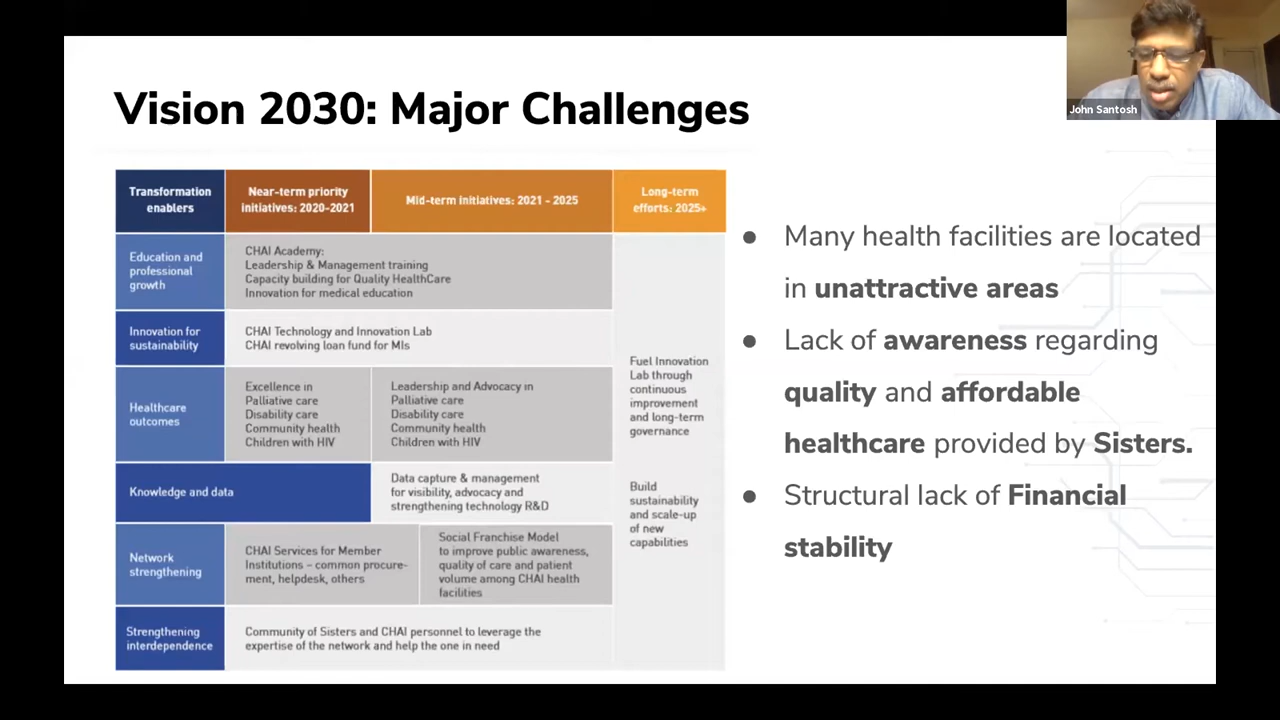 John Santosh
Vision 2030: Major Challenges
Transformation
enablers
Near-term priority
initiatives: 2020-2021
Mid-term initiatives: 2021 - 2025
Long-term
efforts: 2025+
Education and
professional
growth
CHAI Academy:
Leadership & Management training
Capacity building for Quality HealthCare
Innovation for medical education
Innovation for
sustainability
CHAI Technology and Innovation Lab
CHAI revolving loan fund for MIs
Healthcare
outcomes
Excellence in
Palliative care
Disability care
Community health
Children with HIV
Leadership and Advocacy in
Palliative care
Disability care
Community health
Children with HIV
Knowledge and data
Data capture & management
for visibility, advocacy and
strengthening technology R&D
Network
strengthening
CHAI Services for Member
Institutions – common procure-
ment, helpdesk, others
Social Franchise Model
to improve public awareness,
quality of care and patient
volume among CHAI health
facilities
Strengthening
interdependence
Community of Sisters and CHAI personnel to leverage the
expertise of the network and help the one in need
Fuel Innovation
Lab through
continuous
improvement
and long-term
governance
Build
sustainability
and scale-up
of new
capabilities
● Many health facilities are located
in unattractive areas
● Lack of awareness regarding
quality and affordable
healthcare provided by Sisters.
● Structural lack of Financial
stability